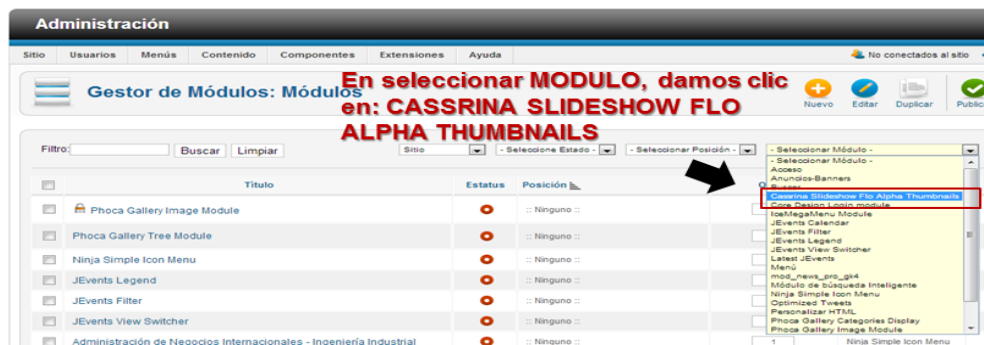 Administración
Sitio Usuarios Menús Contenido Componentes Extensiones Ayuda No conectados al sitio
Gestor de Módulos: Módulos
En seleccionar MODULO, damos clic
en: CASSRINA SLIDESHOW FLO
ALPHA THUMBNAILS
Nuevo Editar Duplicar Public
Filtro: Buscar Limpiar Sitio - Seleccione Estado - - Seleccionar Posición - - Seleccionar Módulo -
- Seleccionar Módulo -
Acceso
Anuncios-Banners
Buscar
Cassrina Slideshow Flo Alpha Thumbnails
Core Design Login module
IceMegaMenu Module
JEvents Calendar
JEvents Filter
JEvents Legend
JEvents View Switcher
Latest JEvents
Menú
mod_news_pro_gk4
Módulo de búsqueda Inteligente
Ninja Simple Icon Menu
Optimized Tweets
Personalizar HTML
Phoca Gallery Categories Display
Phoca Gallery Image Module
Título Estatus Posición O
Phoca Gallery Image Module :: Ninguno ::
Phoca Gallery Tree Module :: Ninguno ::
Ninja Simple Icon Menu :: Ninguno ::
JEvents Legend :: Ninguno ::
JEvents Filter :: Ninguno ::
JEvents View Switcher :: Ninguno ::
Administración de Negocios Internacionales - Ingeniería Industrial :: Ninguno :: 1 Ninja Simple Icon Menu